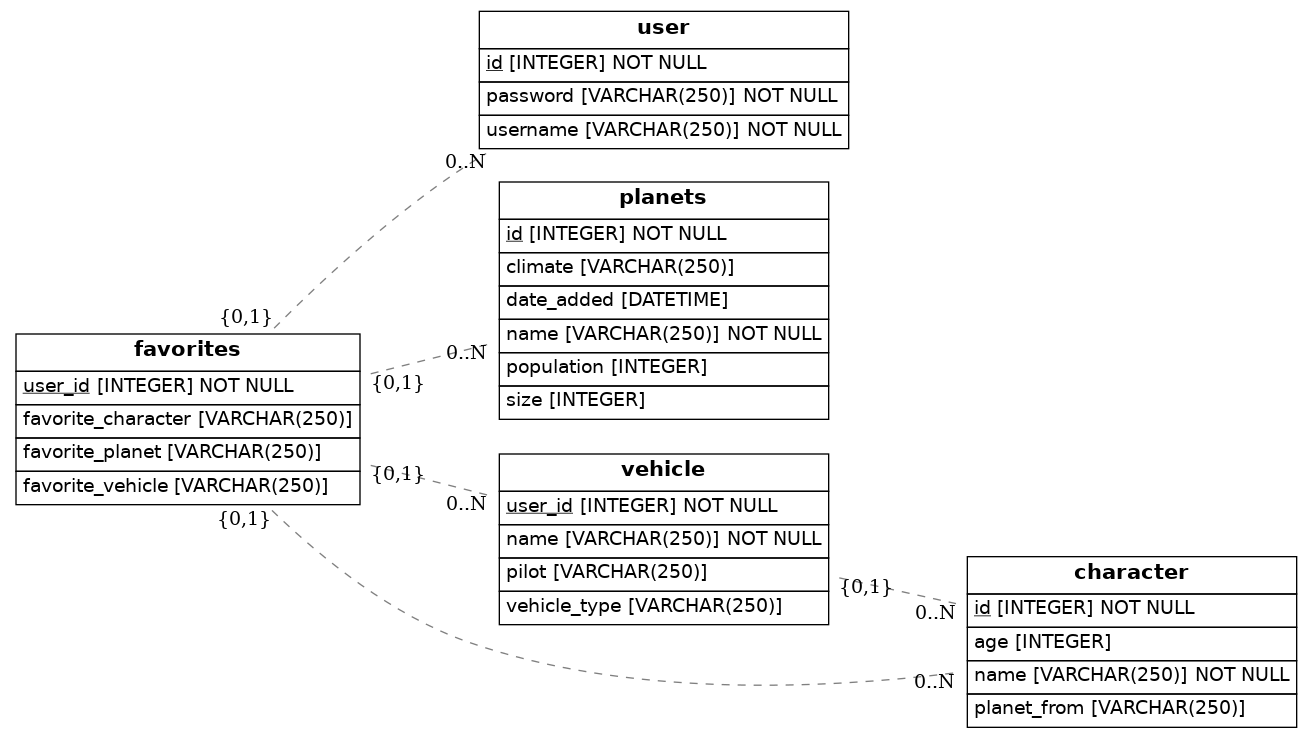 user
id [INTEGER] NOT NULL
password [VARCHAR(250)] NOT NULL
username [VARCHAR(250)] NOT NULL
0..N
planets
id [INTEGER] NOT NULL
climate [VARCHAR(250)]
date_added [DATETIME]
name [VARCHAR(250)] NOT NULL
population [INTEGER]
size [INTEGER]
0..N
{0,1}
favorites
user_id [INTEGER] NOT NULL
favorite_character [VARCHAR(250)]
favorite_planet [VARCHAR(250)]
favorite_vehicle [VARCHAR(250)]
{0,1}
{0,1}
{0,1}
0..N
vehicle
user_id [INTEGER] NOT NULL
name [VARCHAR(250)] NOT NULL
pilot [VARCHAR(250)]
vehicle_type [VARCHAR(250)]
{0,1}
0..N
0..N
character
id [INTEGER] NOT NULL
age [INTEGER]
name [VARCHAR(250)] NOT NULL
planet_from [VARCHAR(250)]